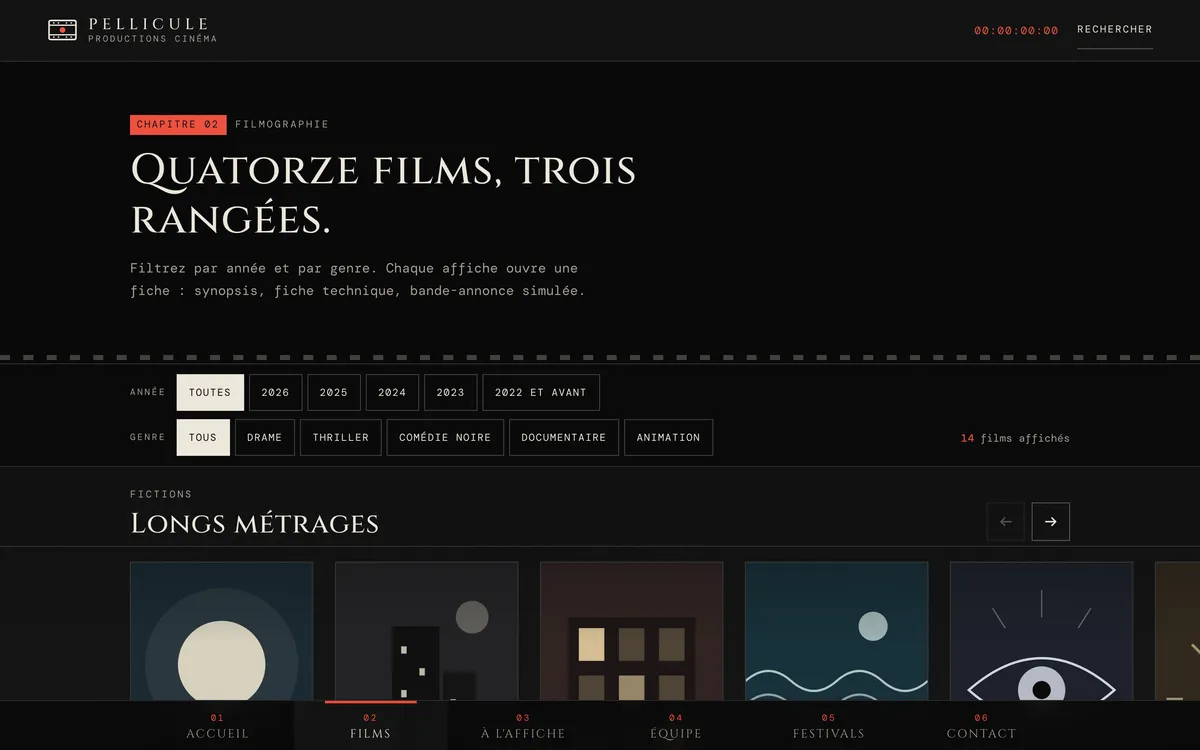 PELLICULE
PRODUCTIONS CINÉMA
00:00:00:00
RECHERCHER
CHAPITRE 02 FILMOGRAPHIE
Quatorze films, trois
rangées.
Filtrez par année et par genre. Chaque affiche ouvre une
fiche : synopsis, fiche technique, bande-annonce simulée.
ANNÉE TOUTES 2026 2025 2024 2023 2022 ET AVANT
GENRE TOUS DRAME THRILLER COMÉDIE NOIRE DOCUMENTAIRE ANIMATION
14 films affichés
FICTIONS
Longs métrages
← →
01 ACCUEIL
02 FILMS
03 À L'AFFICHE
04 ÉQUIPE
05 FESTIVALS
06 CONTACT